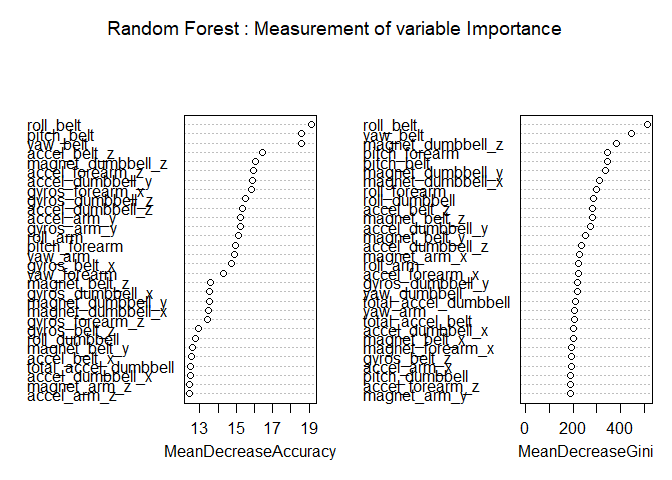 Random Forest : Measurement of variable Importance
roll_belt
pitch_belt
yaw_belt
accel_belt_z
magnet_dumbbell_z
accel_forearm_z
accel_dumbbell_y
gyros_forearm_x
gyros_dumbbell_z
accel_dumbbell_z
accel_arm_y
gyros_arm_y
roll_arm
pitch_forearm
yaw_arm
gyros_belt_x
yaw_forearm
magnet_belt_z
gyros_dumbbell_x
magnet_dumbbell_y
magnet_dumbbell_x
gyros_forearm_z
gyros_belt_z
roll_dumbbell
magnet_belt_y
accel_belt_x
total_accel_dumbbell
accel_dumbbell_x
magnet_arm_z
accel_arm_z
13 15 17 19
MeanDecreaseAccuracy
roll_belt
yaw_belt
magnet_dumbbell_z
pitch_forearm
pitch_belt
magnet_dumbbell_y
magnet_dumbbell_x
roll_forearm
roll_dumbbell
accel_belt_z
magnet_belt_z
accel_dumbbell_y
magnet_belt_y
accel_dumbbell_z
magnet_arm_x
roll_arm
accel_forearm_x
gyros_dumbbell_y
yaw_dumbbell
total_accel_dumbbell
yaw_arm
total_accel_belt
accel_dumbbell_x
magnet_belt_x
magnet_forearm_x
gyros_belt_z
accel_arm_x
pitch_dumbbell
accel_forearm_z
magnet_arm_y
0 200 400
MeanDecreaseGini